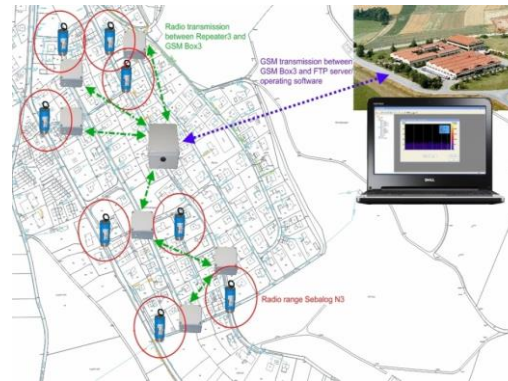 Radio transmission
between Repeater3 and
GSM Box3
GSM transmission between
GSM Box3 and FTP server/
operating software
DELL
Radio range Sebalog N3